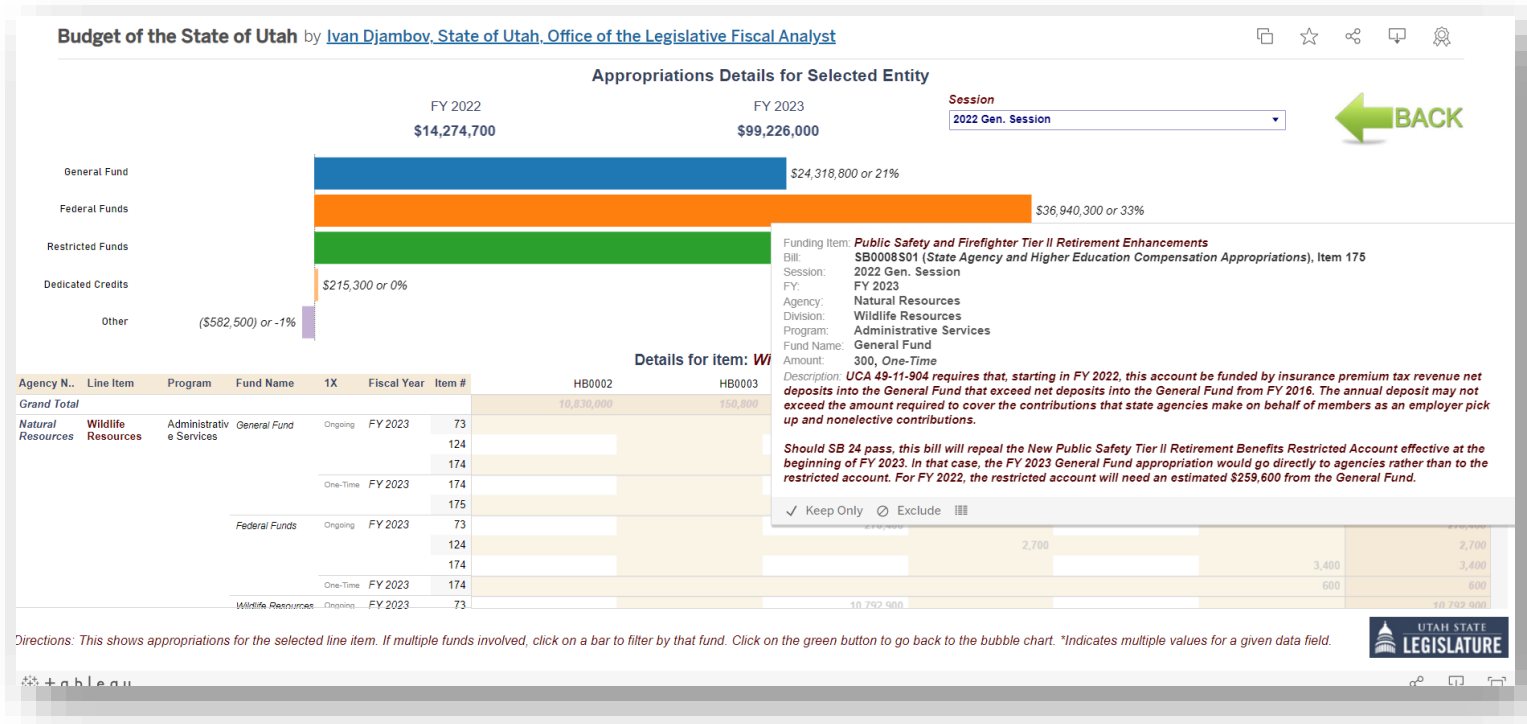 Budget of the State of Utah by Ivan Djambov, State of Utah, Office of the Legislative Fiscal Analyst
Appropriations Details for Selected Entity
FY 2022
$14,274,700
FY 2023
$99,226,000
Session
2022 Gen. Session
BACK
General Fund
$24,318,800 or 21%
Federal Funds
$36,940,300 or 33%
Restricted Funds
Dedicated Credits
$215,300 or 0%
Other
($582,500) or -1%
Funding Item: Public Safety and Firefighter Tier II Retirement Enhancements
Bill: SB0008S01 (State Agency and Higher Education Compensation Appropriations), Item 175
Session: 2022 Gen. Session
FY: FY 2023
Agency: Natural Resources
Division: Wildlife Resources
Program: Administrative Services
Fund Name: General Fund
Amount: 300, One-Time
Description: UCA 49-11-904 requires that, starting in FY 2022, this account be funded by insurance premium tax revenue net
deposits into the General Fund that exceed net deposits into the General Fund from FY 2016. The annual deposit may not
exceed the amount required to cover the contributions that state agencies make on behalf of members as an employer pick
up and nonelective contributions.
Should SB 24 pass, this bill will repeal the New Public Safety Tier II Retirement Benefits Restricted Account effective at the
beginning of FY 2023. In that case, the FY 2023 General Fund appropriation would go directly to agencies rather than to the
restricted account. For FY 2022, the restricted account will need an estimated $259,600 from the General Fund.
Keep Only Exclude
Details for item: Wi
Agency N.. Line Item Program Fund Name 1X Fiscal Year Item # HB0002 HB0003
Grand Total 10,830,000 150,800
Natural Wildlife Administrativ General Fund Ongoing FY 2023 73
Resources Resources e Services
124
174
One-Time FY 2023 174
175
Federal Funds Ongoing FY 2023 73
124 2,700 2,700
174 3,400 3,400
One-Time FY 2023 174 600 600
Wildlife Resources Ongoing FY 2023 73 10,792,900 10,792,900
Directions: This shows appropriations for the selected line item. If multiple funds involved, click on a bar to filter by that fund. Click on the green button to go back to the bubble chart. *Indicates multiple values for a given data field.
UTAH STATE
LEGISLATURE
tableau